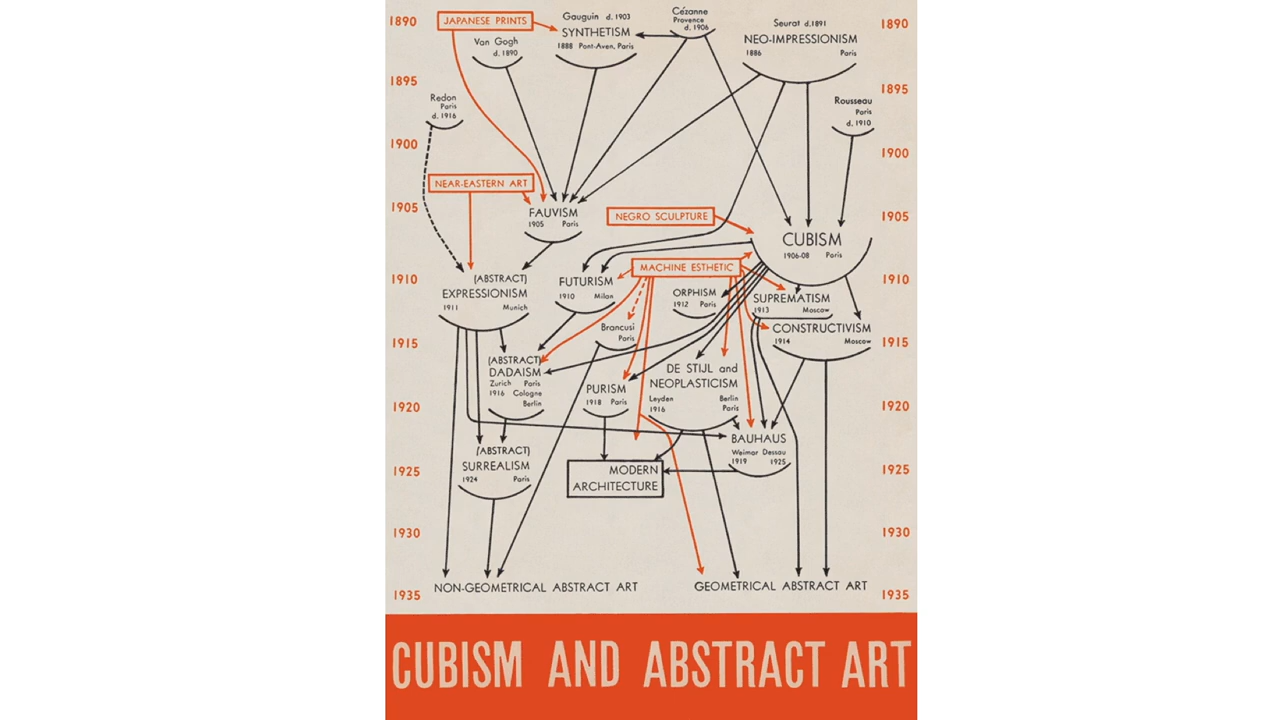 1890
JAPANESE PRINTS
Gauguin d. 1903
SYNTHETISM
1888 Pont-Aven, Paris
Cézanne
Provence
d. 1906
Seurat d.1891
NEO-IMPRESSIONISM
1886 Paris
1890
Van Gogh
d. 1890
1895
1895
Redon
Paris
d. 1916
Rousseau
Paris
d. 1910
1900
1900
NEAR-EASTERN ART
1905
FAUVISM
1905 Paris
NEGRO SCULPTURE
1905
CUBISM
1906-08 Paris
1910
(ABSTRACT)
EXPRESSIONISM
1911 Munich
FUTURISM
1910 Milan
MACHINE ESTHETIC
1910
ORPHISM
1912 Paris
SUPREMATISM
1913 Moscow
Brancusi
Paris
CONSTRUCTIVISM
1914 Moscow
1915
1915
(ABSTRACT)
DADAISM
Zurich Paris
1916 Cologne
Berlin
PURISM
1918 Paris
DE STIJL and
NEOPLASTICISM
Leyden Berlin
1916 Paris
1920
1920
(ABSTRACT)
SURREALISM
1924 Paris
BAUHAUS
Weimar Dessau
1919 1925
1925
MODERN
ARCHITECTURE
1925
1930
1930
NON-GEOMETRICAL ABSTRACT ART
GEOMETRICAL ABSTRACT ART
1935
1935
CUBISM AND ABSTRACT ART